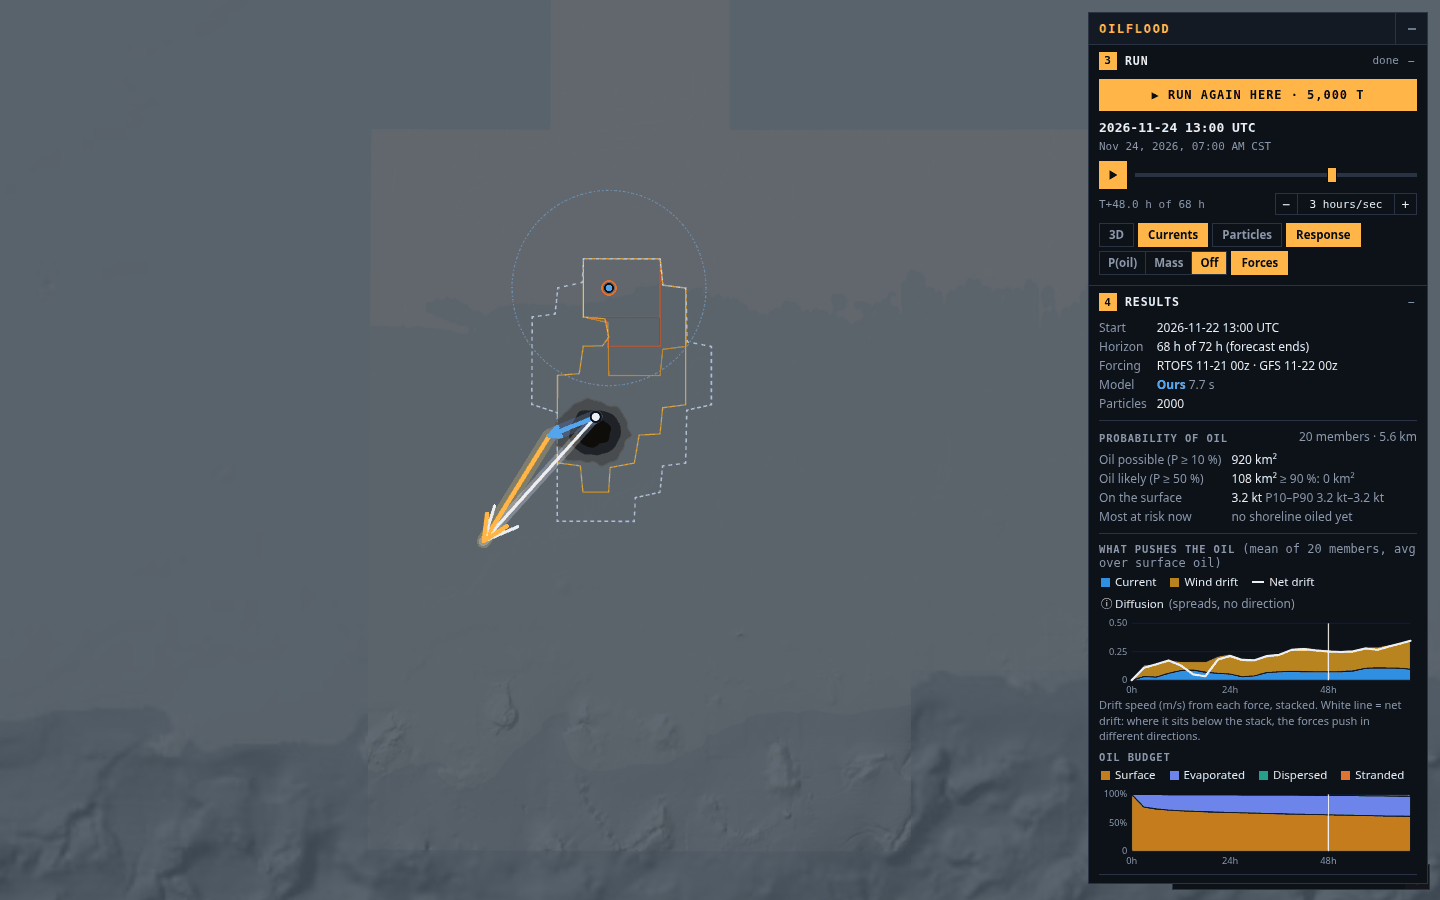 OILFLOOD
—
3 RUN done —
▶ RUN AGAIN HERE · 5,000 T
2026-11-24 13:00 UTC
Nov 24, 2026, 07:00 AM CST
T+48.0 h of 68 h − 3 hours/sec +
3D Currents Particles Response
P(oil) Mass Off Forces
4 RESULTS —
Start 2026-11-22 13:00 UTC
Horizon 68 h of 72 h (forecast ends)
Forcing RTOFS 11-21 00z · GFS 11-22 00z
Model Ours 7.7 s
Particles 2000
PROBABILITY OF OIL 20 members · 5.6 km
Oil possible (P ≥ 10 %) 920 km²
Oil likely (P ≥ 50 %) 108 km² ≥ 90 %: 0 km²
On the surface 3.2 kt P10–P90 3.2 kt–3.2 kt
Most at risk now no shoreline oiled yet
WHAT PUSHES THE OIL (mean of 20 members, avg
over surface oil)
Current Wind drift Net drift
ⓘ Diffusion (spreads, no direction)
0.50
0.25
0
0h 24h 48h
Drift speed (m/s) from each force, stacked. White line = net
drift: where it sits below the stack, the forces push in
different directions.
OIL BUDGET
Surface Evaporated Dispersed Stranded
100%
50%
0
0h 24h 48h